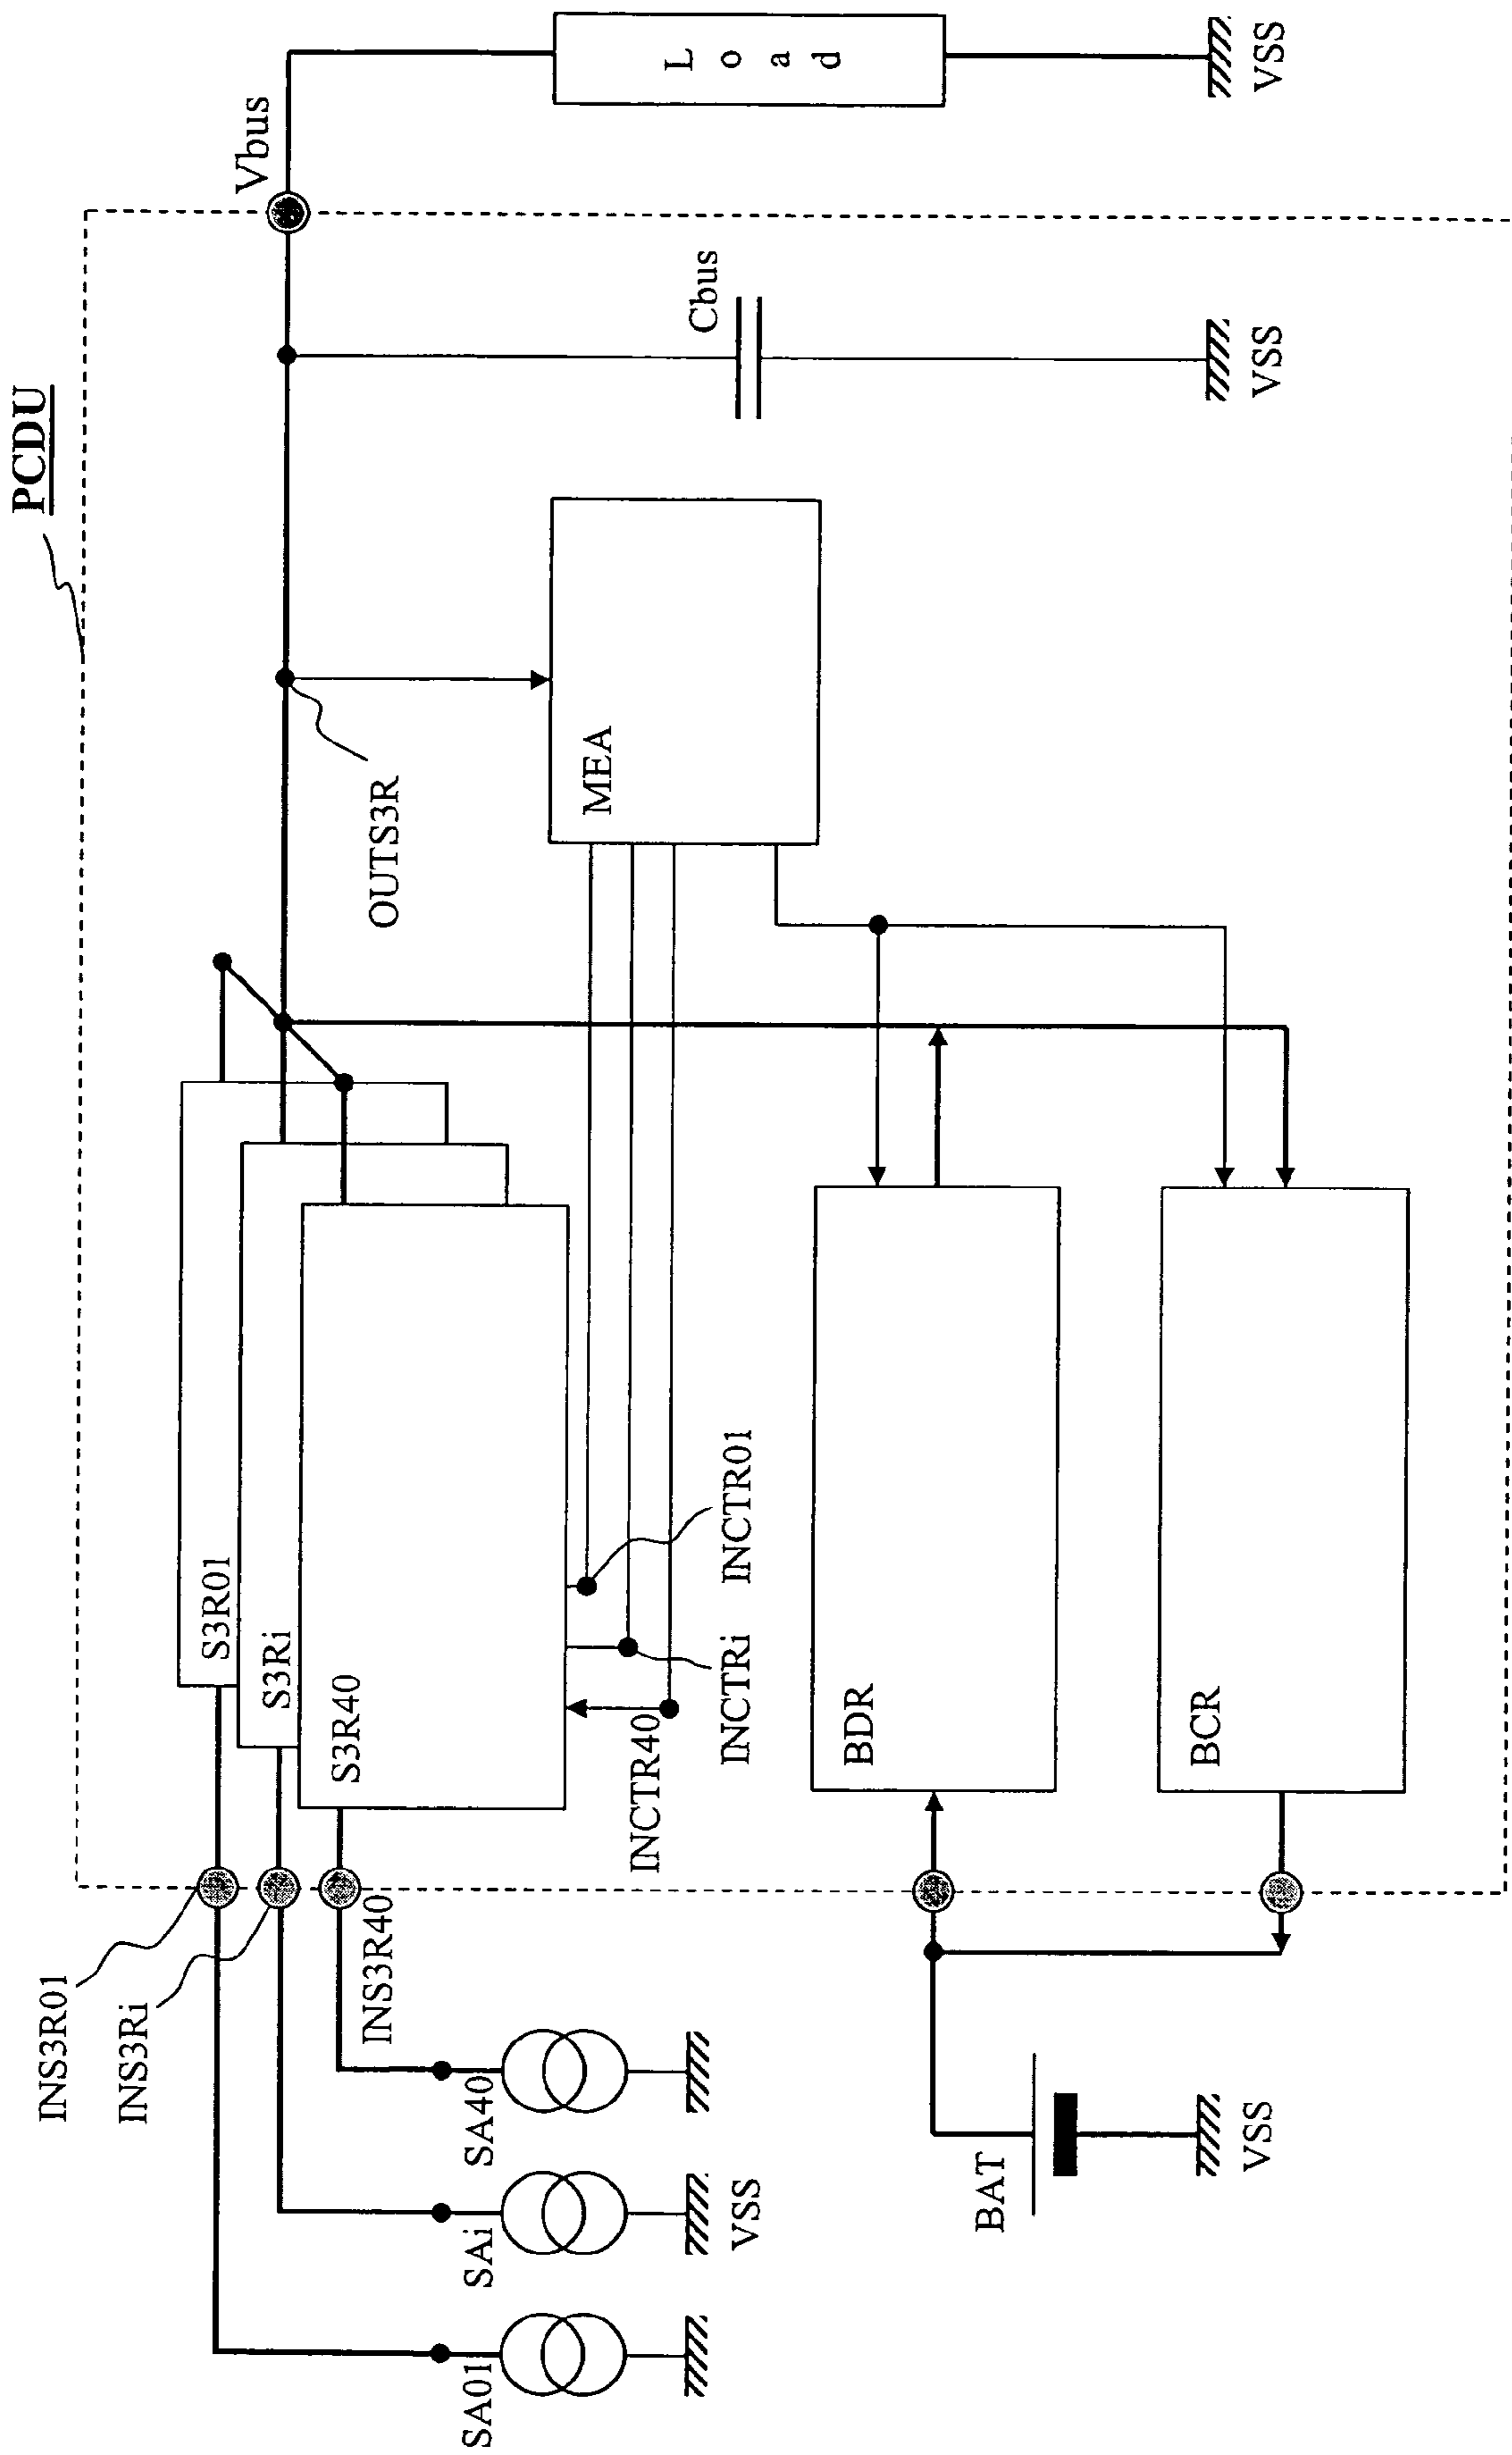 PCDU
Vbus
Load
VSS
Cbus
VSS
OUTS3R
MEA
S3R01
S3Ri
S3R40
INCTR01
INCTRi
INCTR40
BDR
BCR
INS3R01
INS3Ri
INS3R40
SA40
SAi
SA01
VSS
BAT
VSS